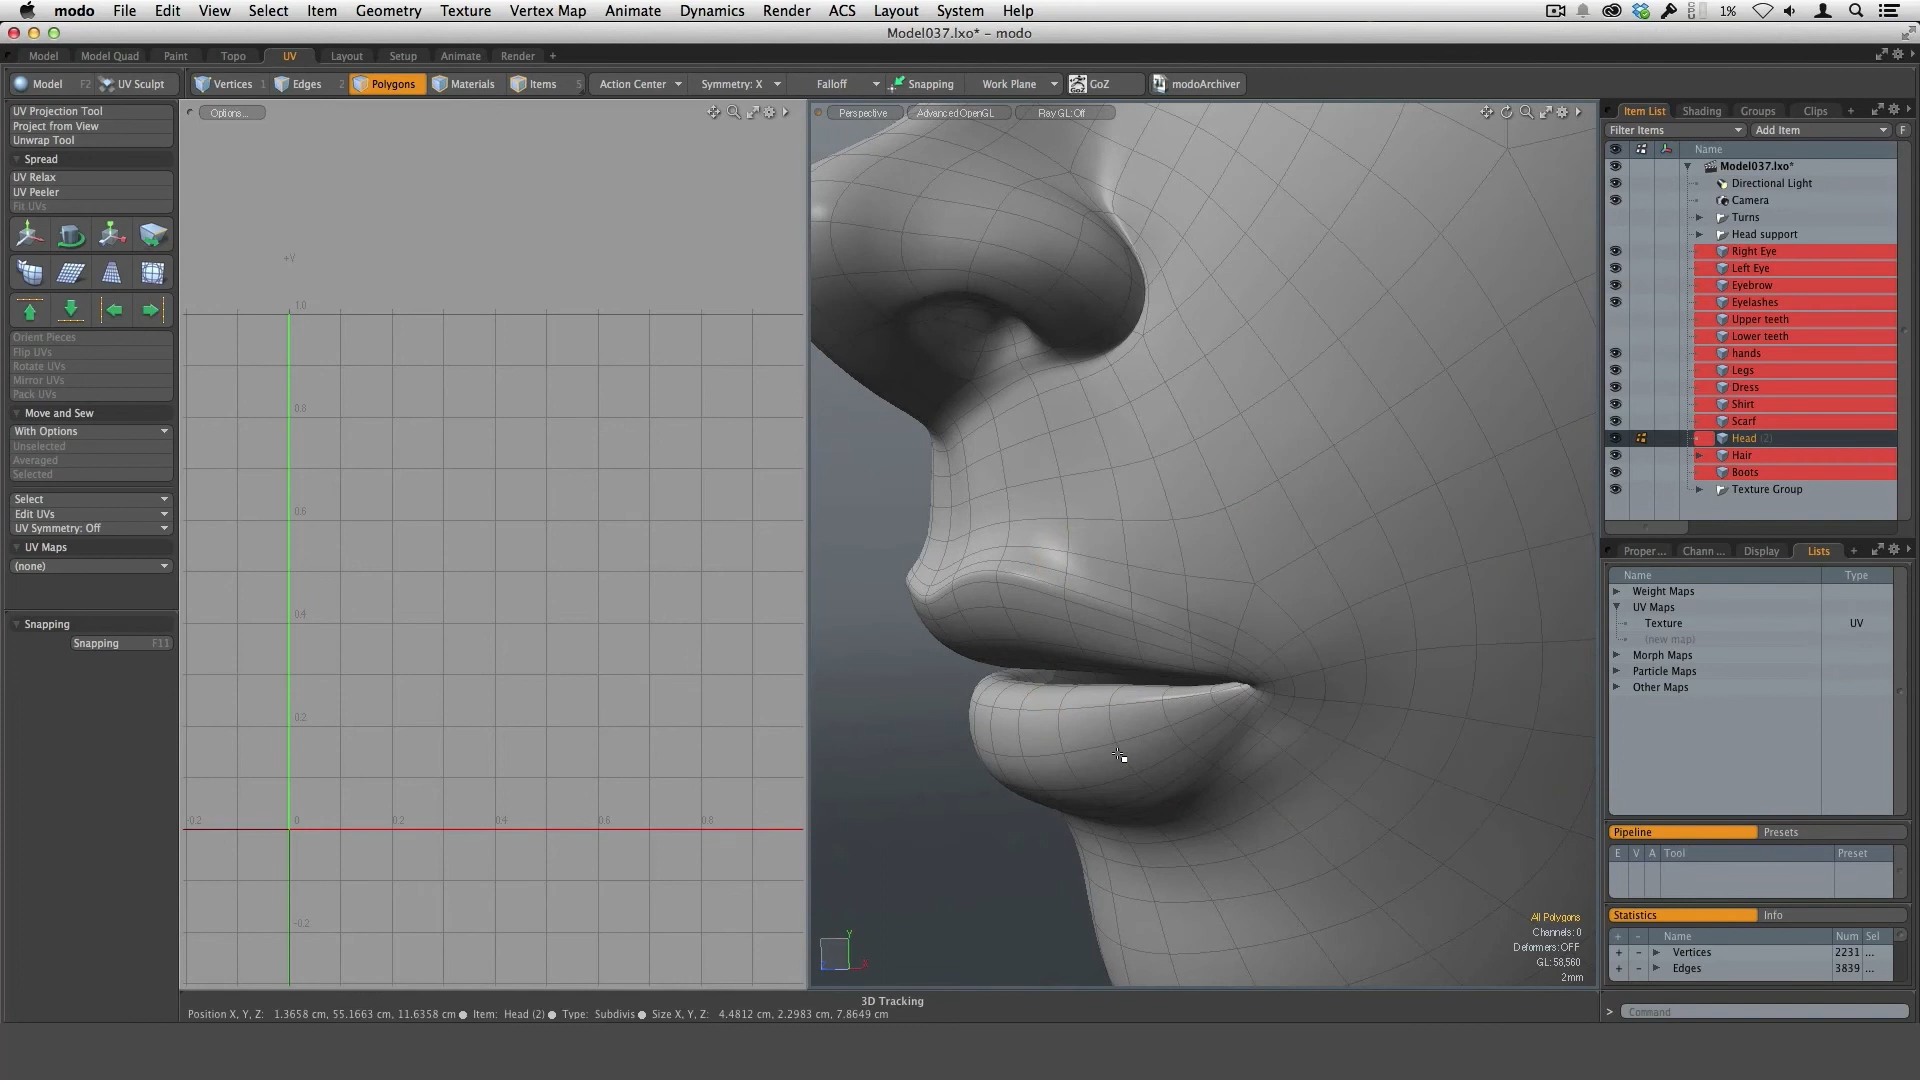 modo File Edit View Select Item Geometry Texture Vertex Map Animate Dynamics Render ACS Layout System Help 1%
Model037.lxo* - modo
Model Model Quad Paint Topo UV Layout Setup Animate Render +
Model F2 UV Sculpt Vertices 1 Edges 2 Polygons Materials Items 5 Action Center Symmetry: X Falloff Snapping Work Plane GoZ modoArchiver
UV Projection Tool
Project from View
Unwrap Tool
Spread
UV Relax
UV Peeler
Fit UVs
Orient Pieces
Flip UVs
Rotate UVs
Mirror UVs
Pack UVs
Move and Sew
With Options
Unselected
Averaged
Selected
Select
Edit UVs
UV Symmetry: Off
UV Maps
(none)
Snapping
Snapping F11
Options...
+Y
1.0
0.8
0.6
0.4
0.2
-0.2 0 0.2 0.4 0.6 0.8
-0.2
Perspective Advanced OpenGL Ray GL: Off
Y
X
All Polygons
Channels: 0
Deformers: OFF
GL: 58,560
2mm
3D Tracking
Position X, Y, Z: 1.3658 cm, 55.1663 cm, 11.6358 cm Item: Head (2) Type: Subdivis Size X, Y, Z: 4.4812 cm, 2.2983 cm, 7.8649 cm
Item List Shading Groups Clips +
Filter Items Add Item F
Name
Model037.lxo*
Directional Light
Camera
Turns
Head support
Right Eye
Left Eye
Eyebrow
Eyelashes
Upper teeth
Lower teeth
hands
Legs
Dress
Shirt
Scarf
Head (2)
Hair
Boots
Texture Group
Proper ... Chann ... Display Lists +
Name Type
Weight Maps
UV Maps
Texture UV
(new map)
Morph Maps
Particle Maps
Other Maps
Pipeline Presets
E V A Tool Preset
Statistics Info
+ - Name Num Sel
+ - Vertices 2231 ...
+ - Edges 3839 ...
> Command